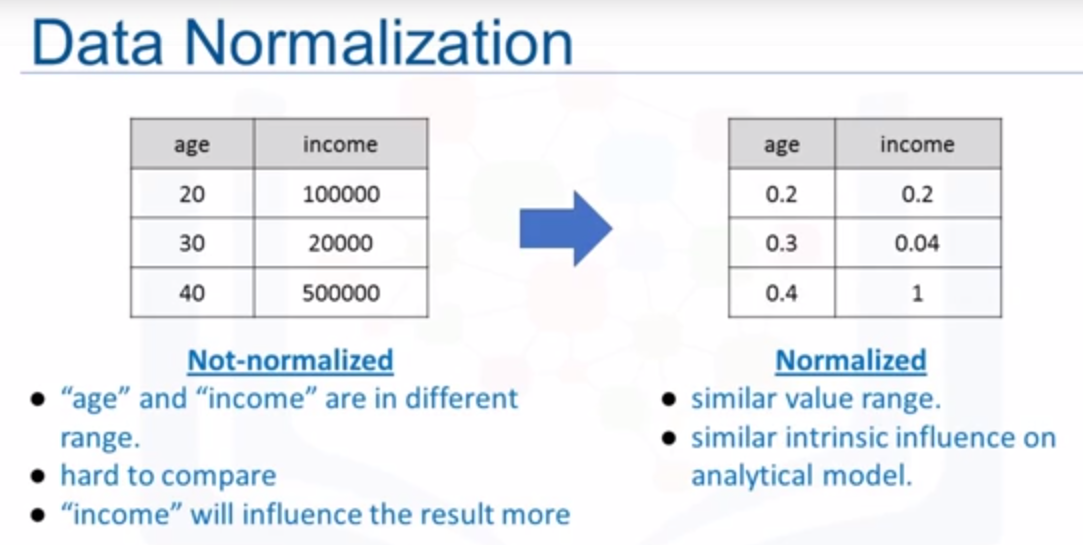 Data Normalization
age income
20 100000
30 20000
40 500000
age income
0.2 0.2
0.3 0.04
0.4 1
Not-normalized
● “age” and “income” are in different
range.
● hard to compare
● “income” will influence the result more
Normalized
● similar value range.
● similar intrinsic influence on
analytical model.